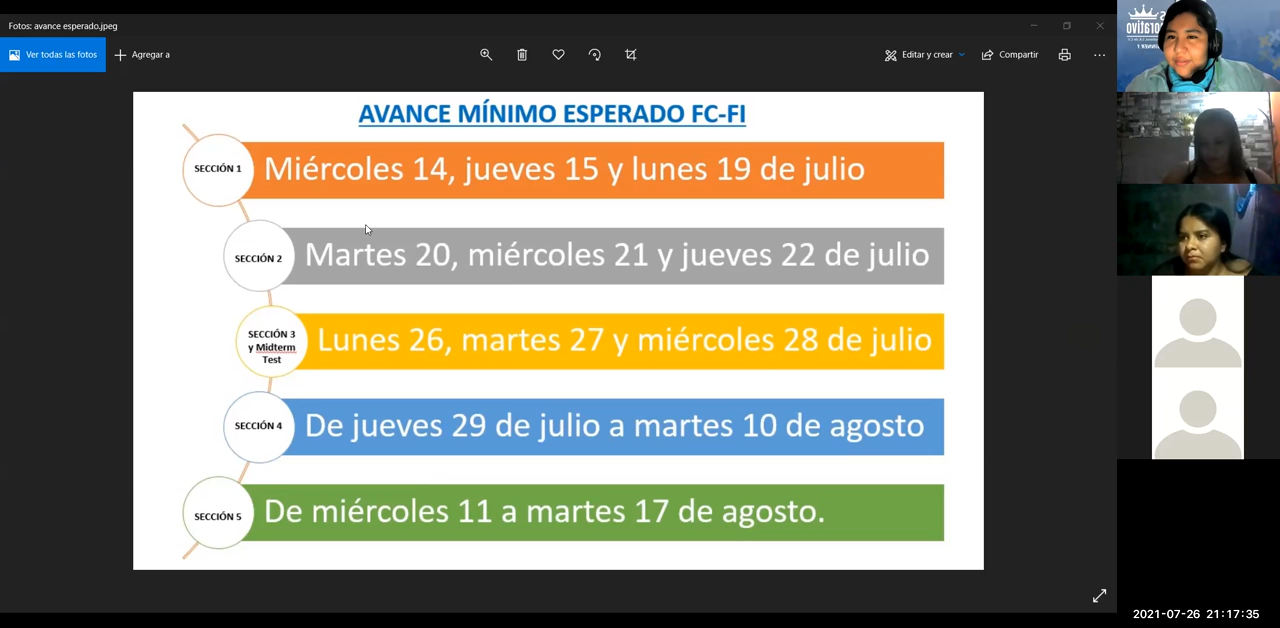 Fotos: avance esperado.jpeg
Ver todas las fotos
Agregar a
Editar y crear
Compartir
AVANCE MÍNIMO ESPERADO FC-FI
SECCIÓN 1
Miércoles 14, jueves 15 y lunes 19 de julio
SECCIÓN 2
Martes 20, miércoles 21 y jueves 22 de julio
SECCIÓN 3
y Midterm
Test
Lunes 26, martes 27 y miércoles 28 de julio
SECCIÓN 4
De jueves 29 de julio a martes 10 de agosto
SECCIÓN 5
De miércoles 11 a martes 17 de agosto.
2021-07-26 21:17:35